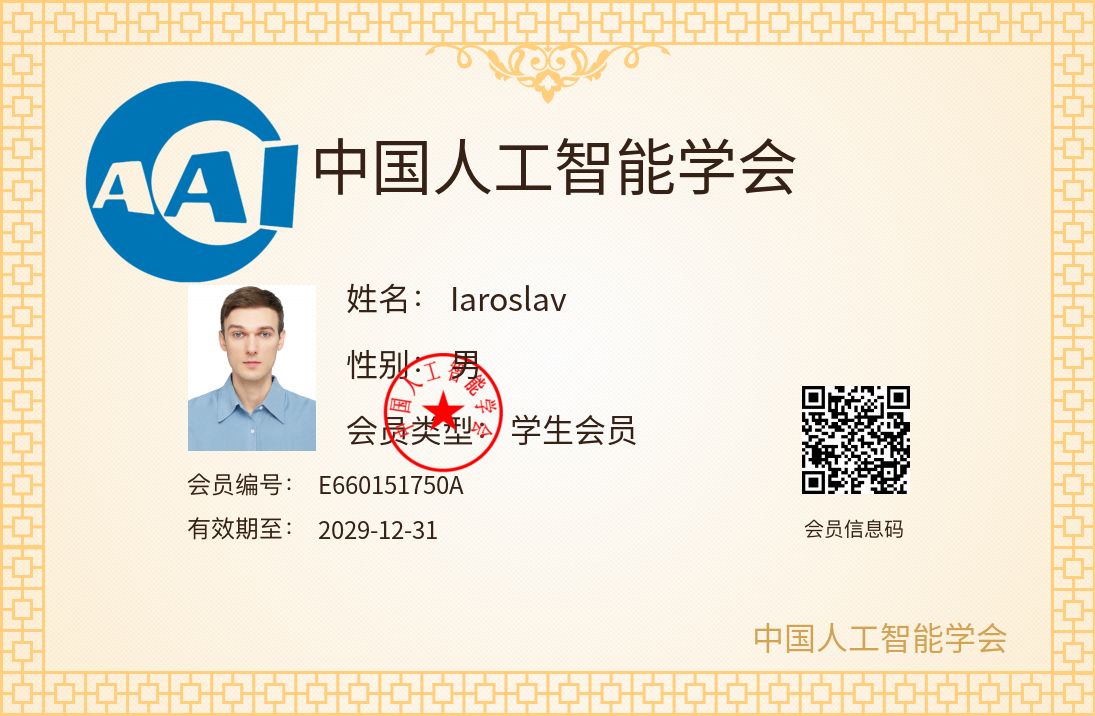 CAAI
中国人工智能学会
姓名： Iaroslav
性别： 男
会员类型： 学生会员
中国人工智能学会
会员编号： E660151750A
有效期至： 2029-12-31
会员信息码
中国人工智能学会